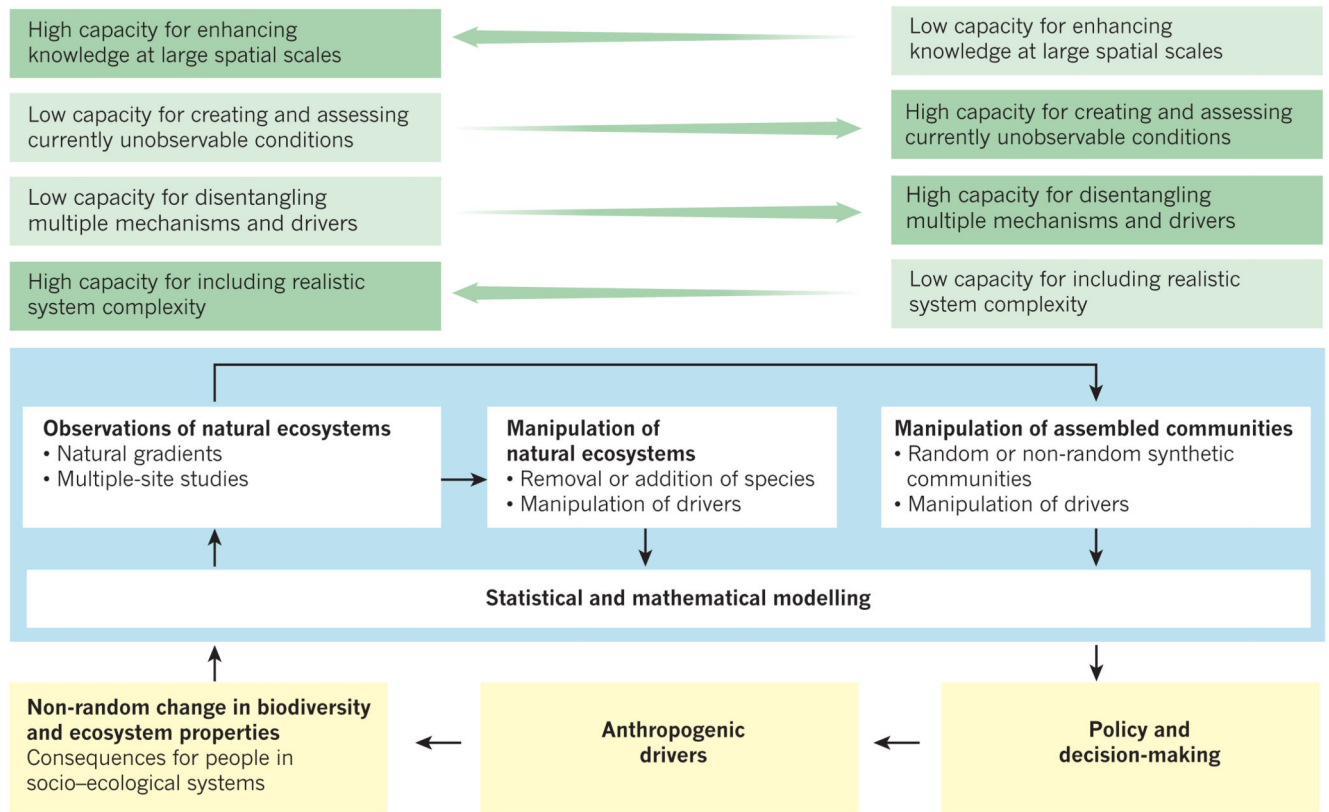 High capacity for enhancing
knowledge at large spatial scales
Low capacity for enhancing
knowledge at large spatial scales
Low capacity for creating and assessing
currently unobservable conditions
High capacity for creating and assessing
currently unobservable conditions
Low capacity for disentangling
multiple mechanisms and drivers
High capacity for disentangling
multiple mechanisms and drivers
High capacity for including realistic
system complexity
Low capacity for including realistic
system complexity
Observations of natural ecosystems
• Natural gradients
• Multiple-site studies
Manipulation of
natural ecosystems
• Removal or addition of species
• Manipulation of drivers
Manipulation of assembled communities
• Random or non-random synthetic
communities
• Manipulation of drivers
Statistical and mathematical modelling
Non-random change in biodiversity
and ecosystem properties
Consequences for people in
socio–ecological systems
Anthropogenic
drivers
Policy and
decision-making